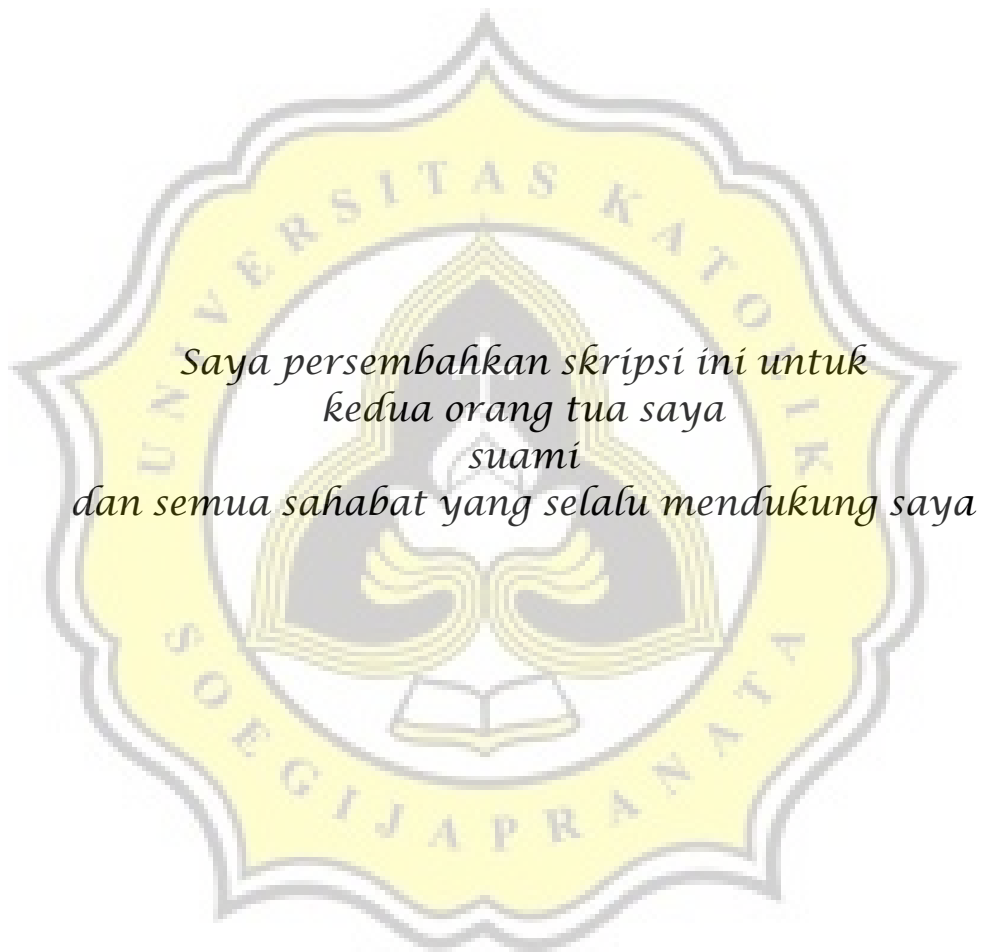 UNIVERSITAS KATOLIK
Saya persembahkan skripsi ini untuk
kedua orang tua saya
suami
dan semua sahabat yang selalu mendukung saya
SOEGIJAPRANATA